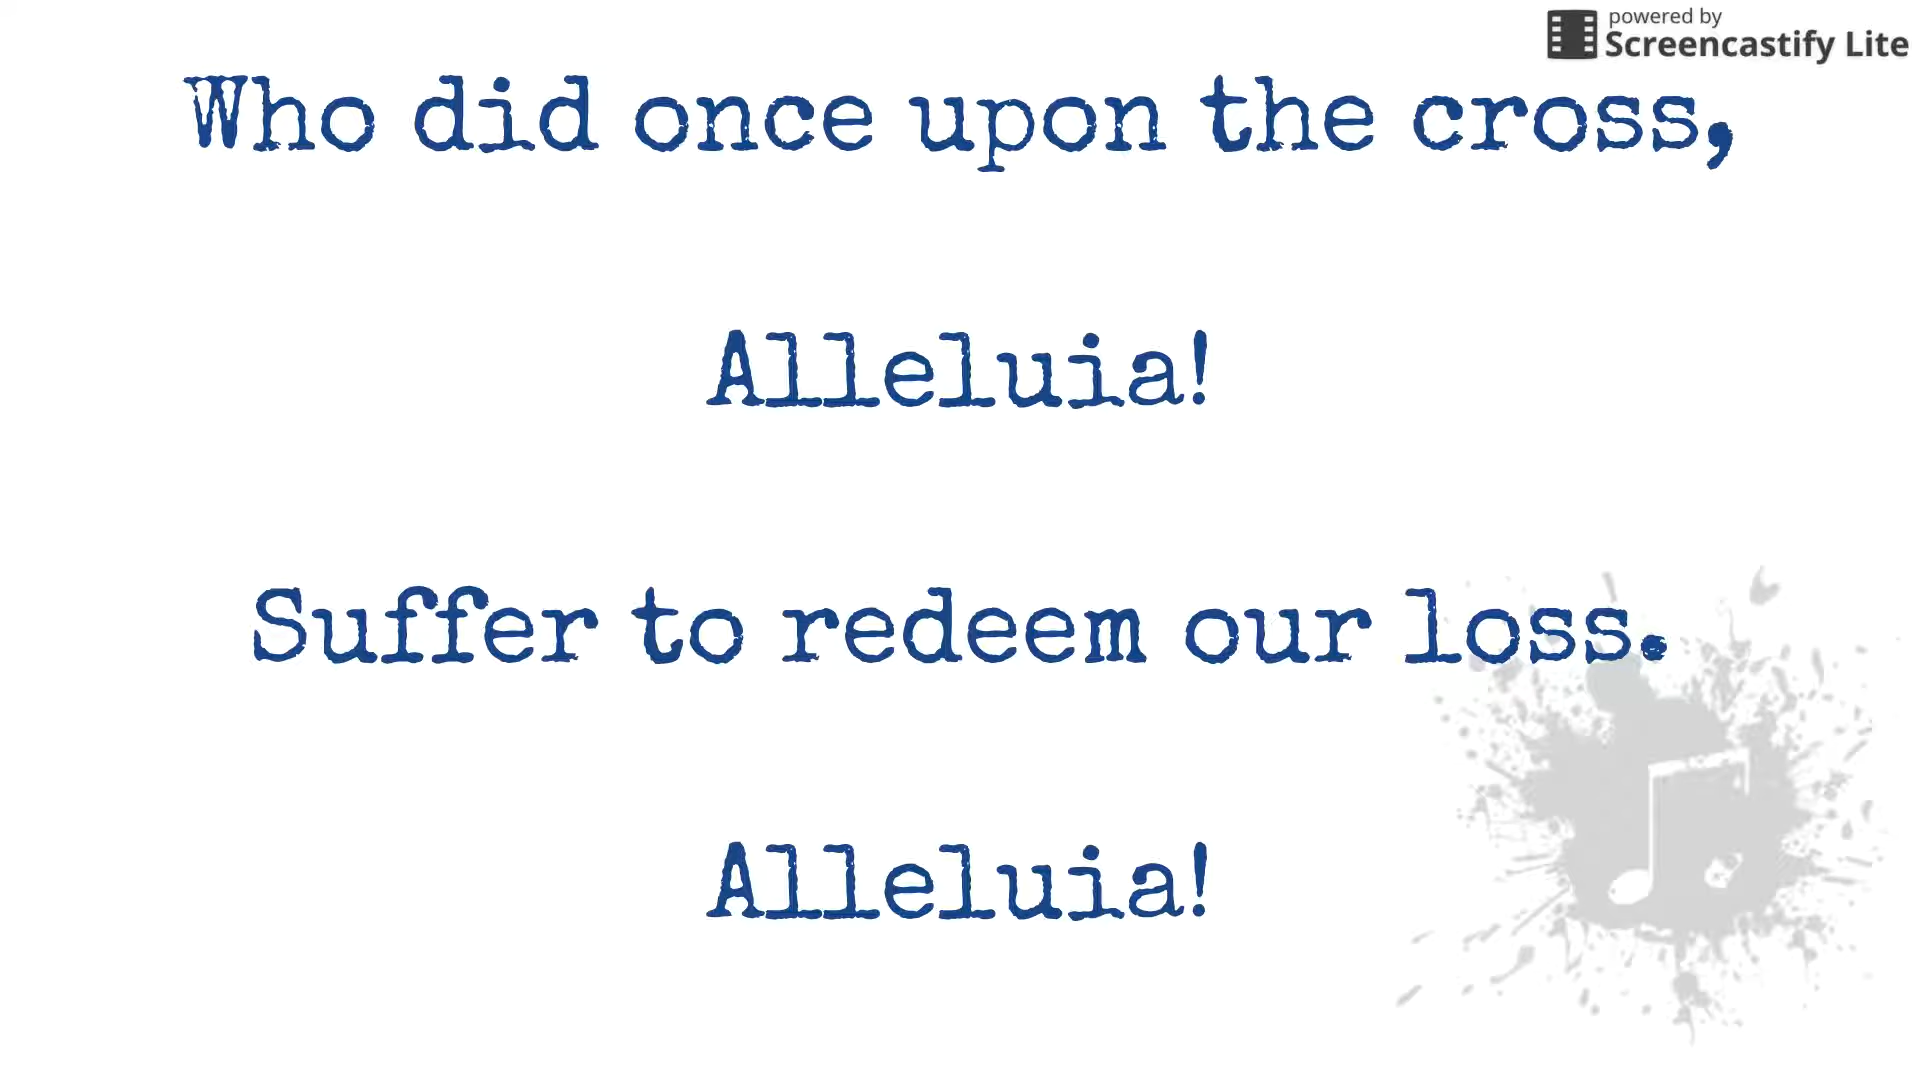 powered by
Screencastify Lite
Who did once upon the cross,
Alleluia!
Suffer to redeem our loss.
Alleluia!